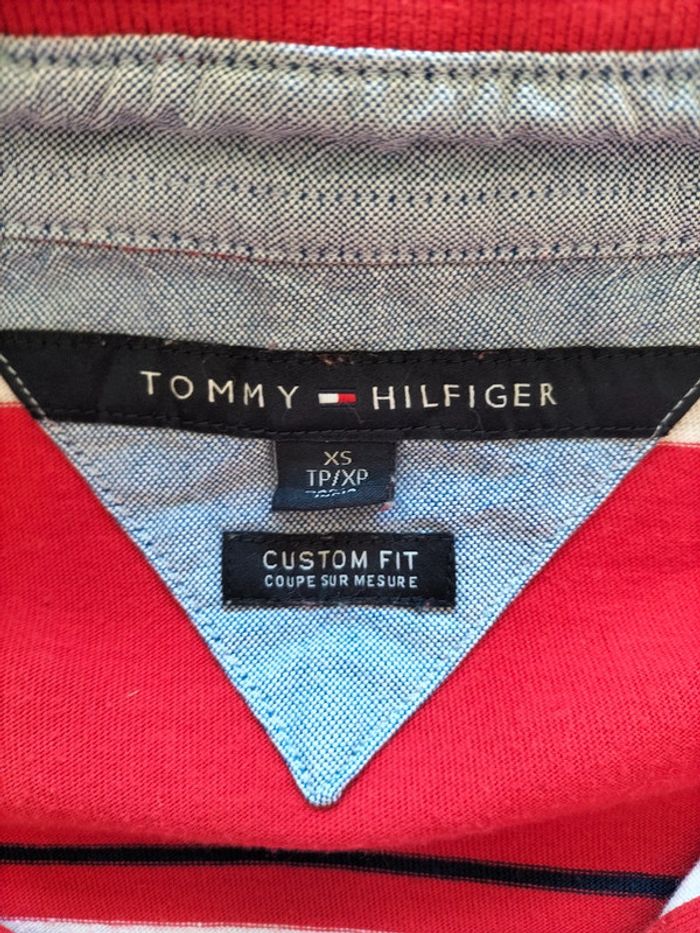 TOMMY HILFIGER
XS
TP/XP
CUSTOM FIT
COUPE SUR MESURE